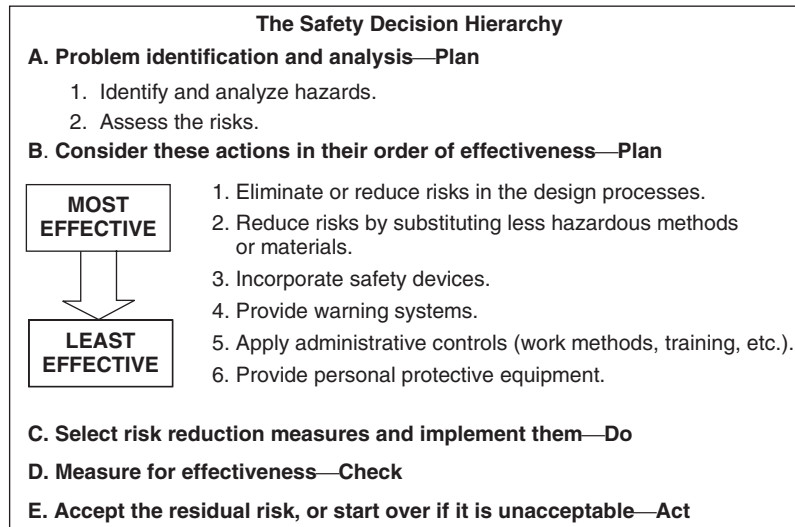 The Safety Decision Hierarchy
A. Problem identification and analysis—Plan
1. Identify and analyze hazards.
2. Assess the risks.
B. Consider these actions in their order of effectiveness—Plan
MOST
EFFECTIVE
1. Eliminate or reduce risks in the design processes.
2. Reduce risks by substituting less hazardous methods
or materials.
3. Incorporate safety devices.
4. Provide warning systems.
LEAST
EFFECTIVE
5. Apply administrative controls (work methods, training, etc.).
6. Provide personal protective equipment.
C. Select risk reduction measures and implement them—Do
D. Measure for effectiveness—Check
E. Accept the residual risk, or start over if it is unacceptable—Act